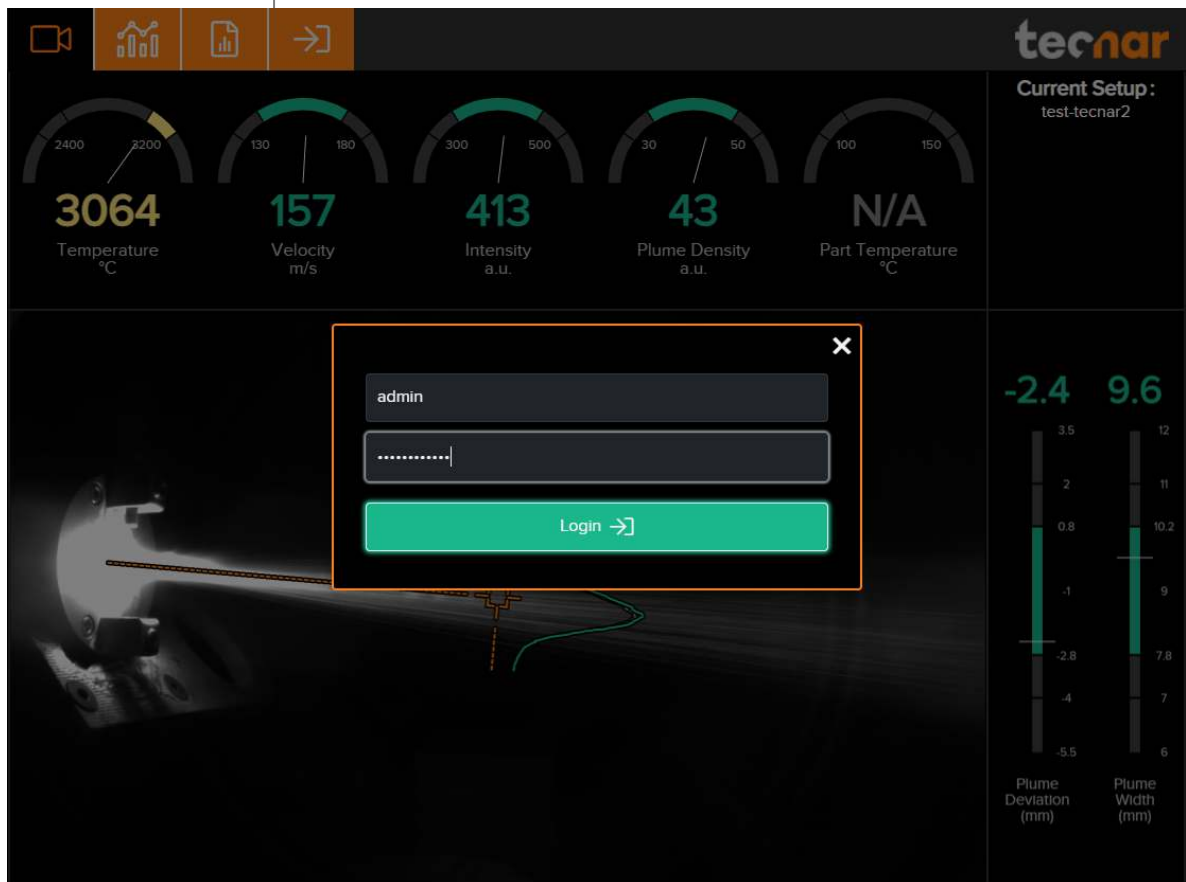 tecnar
Current Setup :
test-tecnar2
2400 3200
130 180
300 500
30 50
100 150
3064
157
413
43
N/A
Temperature
°C
Velocity
m/s
Intensity
a.u.
Plume Density
a.u.
Part Temperature
°C
admin
••••••••••••
Login
-2.4 9.6
3.5 12
2 11
0.8 10.2
-1 9
-2.8 7.8
-4 7
-5.5 6
Plume
Deviation
(mm)
Plume
Width
(mm)